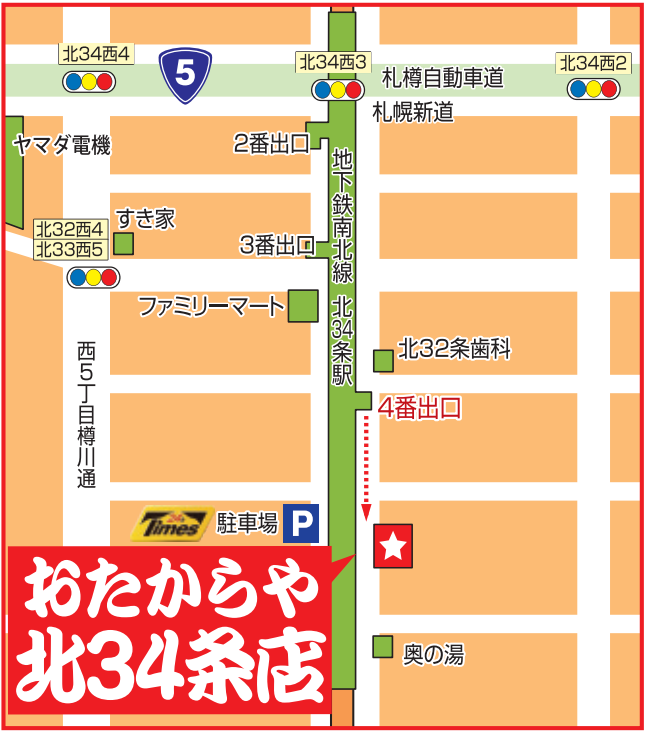 北34西4
5
北34西3
北34西2
札樽自動車道
札幌新道
ヤマダ電機
2番出口
地下鉄南北線 北34条駅
すき家
北32西4
北33西5
3番出口
ファミリーマート
北32条歯科
西5丁目樽川通
4番出口
24h
Times
駐車場
P
おたからや
北34条店
奥の湯